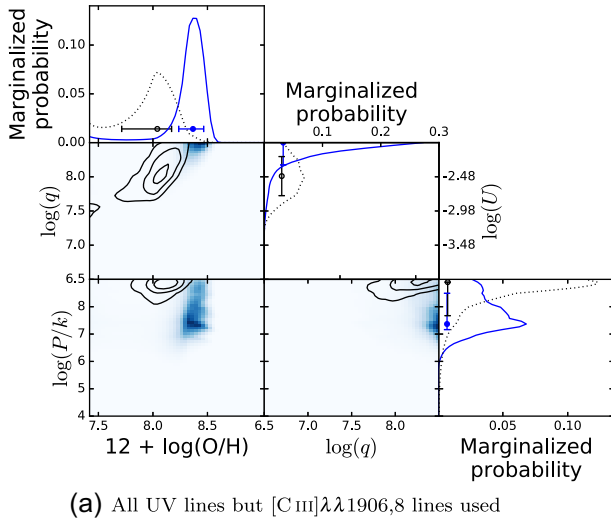 Marginalized probability
0.15
0.10
0.05
0.00
Marginalized probability
0.1
0.3
log(q)
8.0
7.5
7.0
6.5
−2.48
−2.98
−3.48
log(U)
log(P/k)
8
7
6
5
4
7.5
8.0
8.5
6.5
7.0
8.0
0.05
0.10
12 + log(O/H)
log(q)
Marginalized probability
(a) All UV lines but [C III]λλ1906,8 lines used